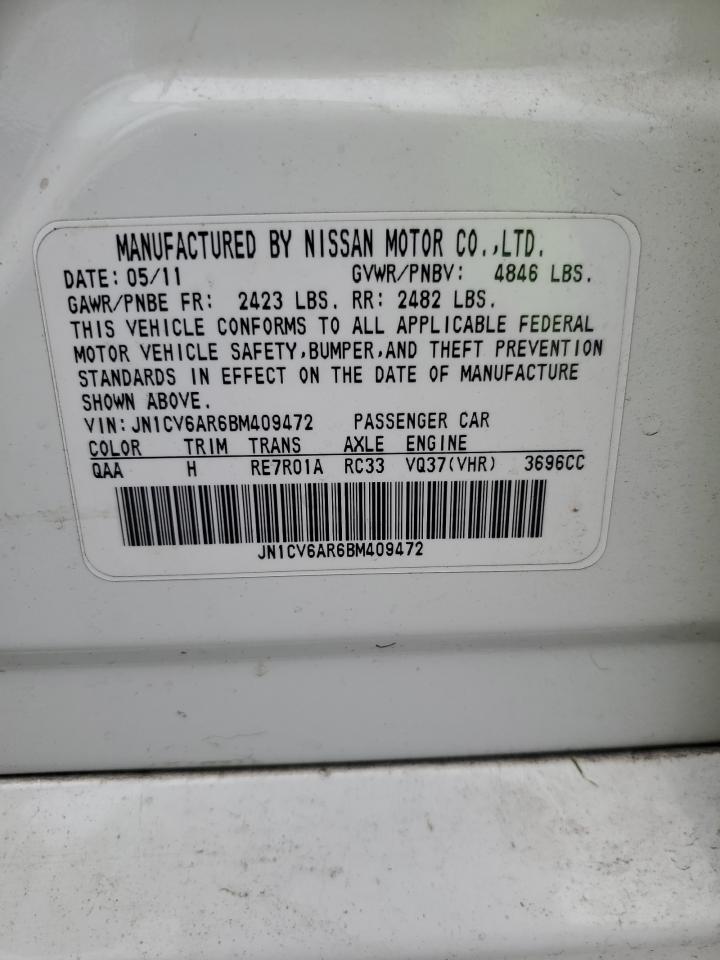 MANUFACTURED BY NISSAN MOTOR CO.,LTD.
DATE: 05/11 GVWR/PNBV: 4846 LBS.
GAWR/PNBE FR: 2423 LBS. RR: 2482 LBS.
THIS VEHICLE CONFORMS TO ALL APPLICABLE FEDERAL
MOTOR VEHICLE SAFETY,BUMPER,AND THEFT PREVENTION
STANDARDS IN EFFECT ON THE DATE OF MANUFACTURE
SHOWN ABOVE.
VIN:JN1CV6AR6BM409472 PASSENGER CAR
COLOR TRIM TRANS AXLE ENGINE
QAA H RE7R01A RC33 VQ37(VHR) 3696CC
JN1CV6AR6BM409472